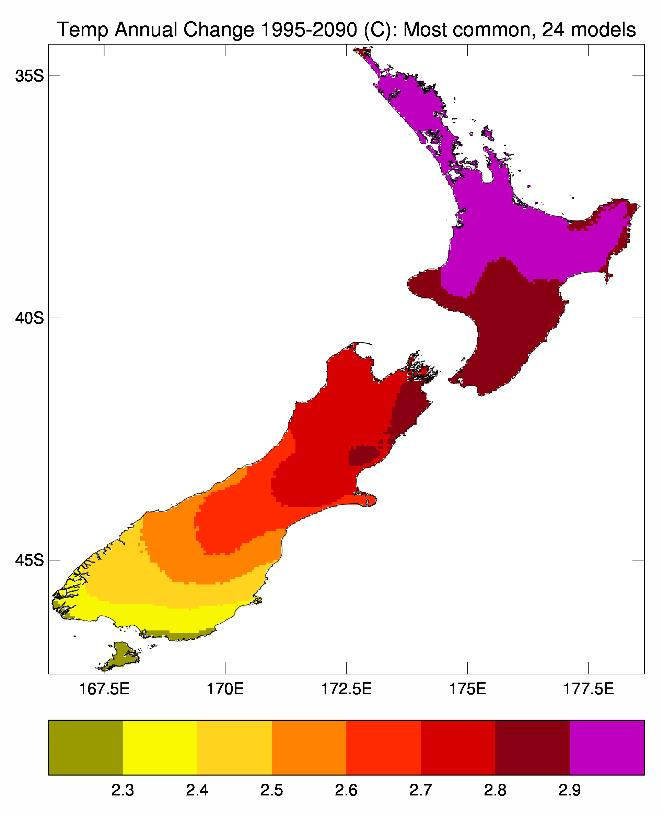 Temp Annual Change 1995-2090 (C): Most common, 24 models
35S
40S
45S
167.5E 170E 172.5E 175E 177.5E
2.3 2.4 2.5 2.6 2.7 2.8 2.9